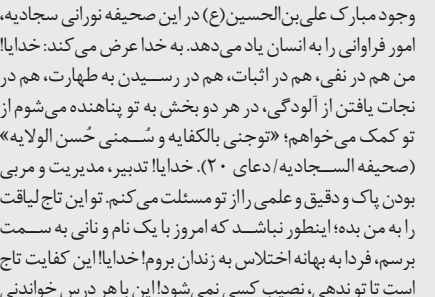 وجود مبارک علی‌بن‌الحسین(ع) در این صحیفه نورانی سجادیه،
امور فراوانی را به انسان یاد می‌دهد. به خدا عرض می‌کند: خدایا!
من هم در نفی، هم در اثبات، هم در رسیدن به طهارت، هم در
نجات یافتن از آلودگی، در هر دو بخش به تو پناهنده می‌شوم از
تو کمک می‌خواهم؛ «توجنی بالکفایه و سُمنی حُسن الولایه»
(صحیفه السجادیه/ دعای ۲۰). خدایا! تدبیر، مدیریت و مربی
بودن پاک و دقیق و علمی را از تو مسئلت می‌کنم. تو این تاج لیاقت
را به من بده؛ اینطور نباشد که امروز با یک نام و نانی به سمت
برسم، فردا به بهانه اختلاس به زندان بروم! خدایا! این کفایت تاج
است تا تو ندهی، نصیب کسی نمی‌شود! این با هر درس خواندنی